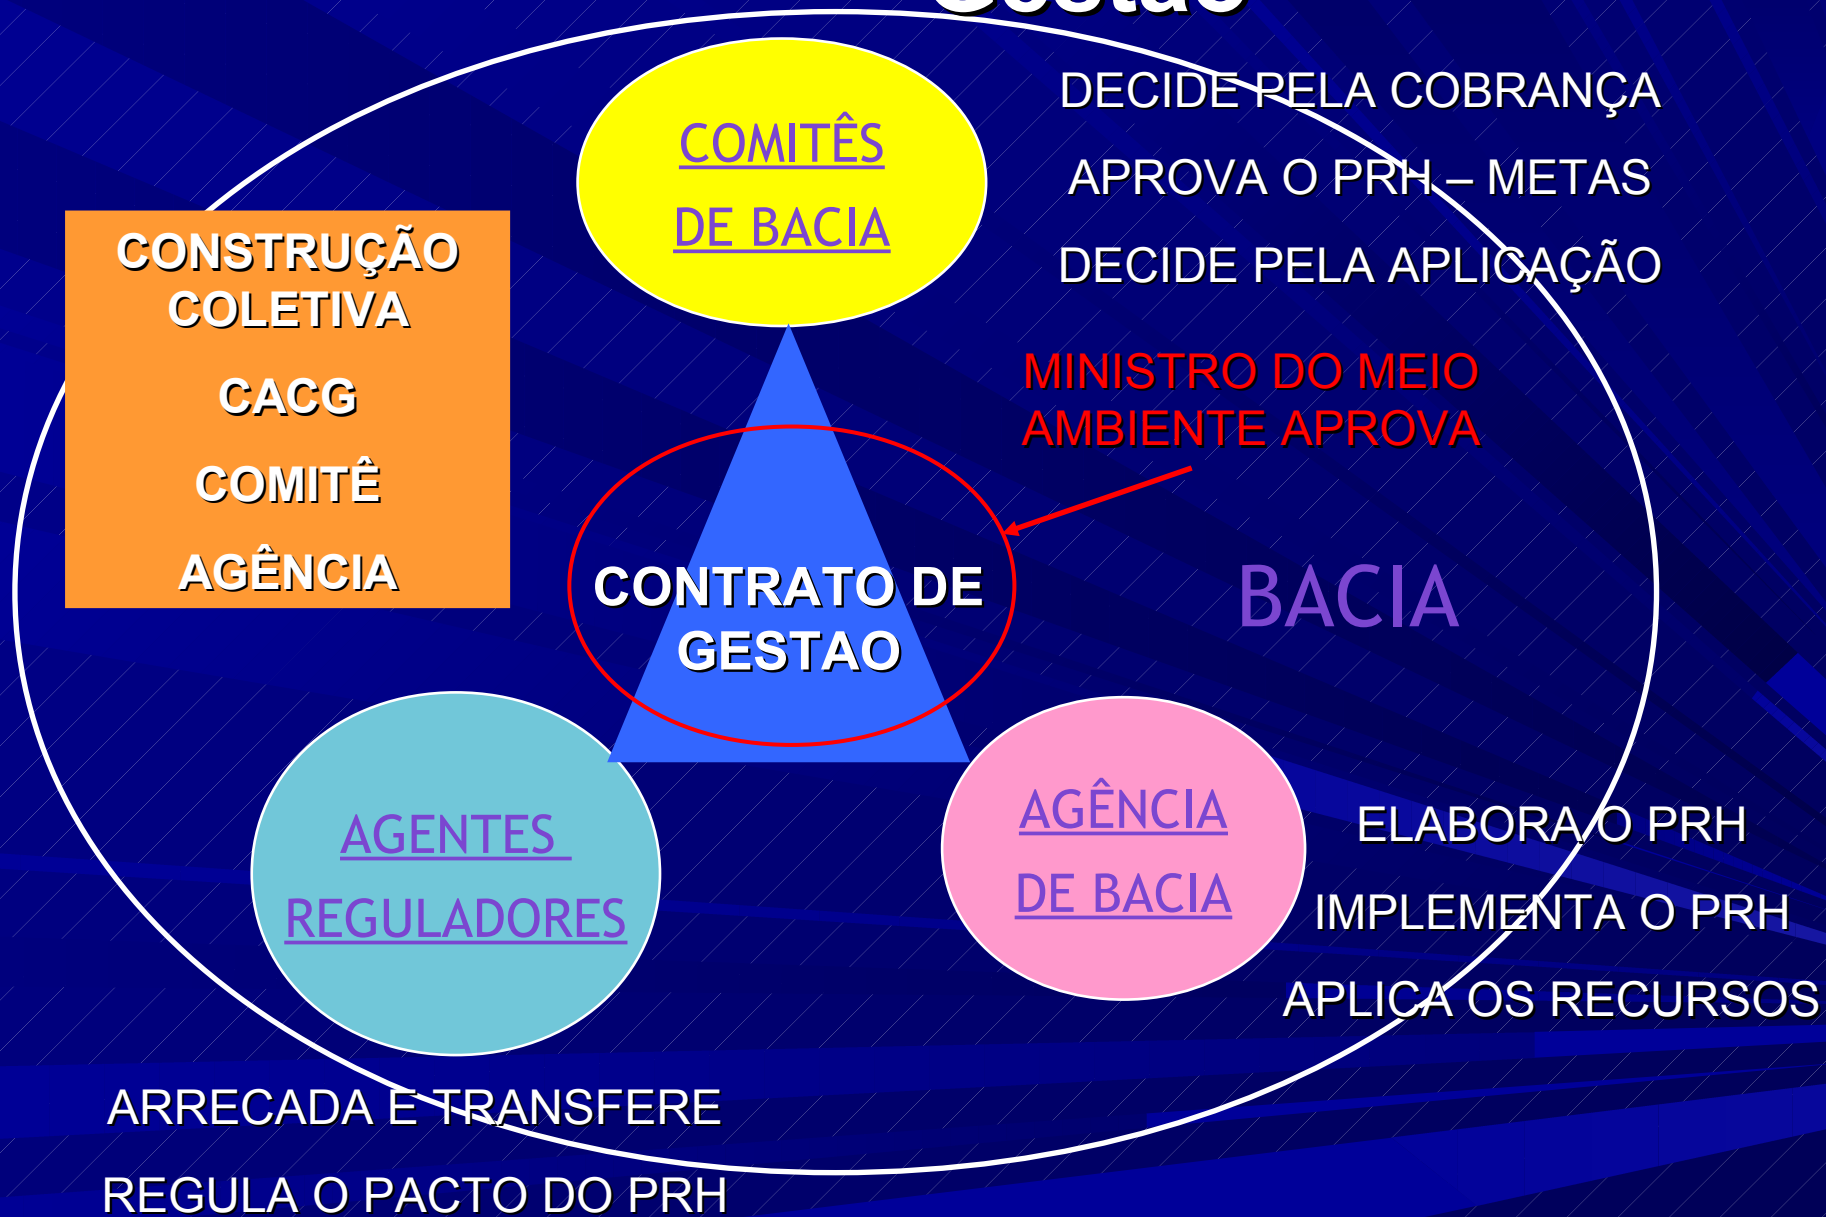 Gestão
COMITÊS
DE BACIA
DECIDE PELA COBRANÇA
APROVA O PRH – METAS
DECIDE PELA APLICAÇÃO
CONSTRUÇÃO
COLETIVA
CACG
COMITÊ
AGÊNCIA
MINISTRO DO MEIO
AMBIENTE APROVA
CONTRATO DE
GESTAO
BACIA
AGENTES
REGULADORES
AGÊNCIA
DE BACIA
ELABORA O PRH
IMPLEMENTA O PRH
APLICA OS RECURSOS
ARRECADA E TRANSFERE
REGULA O PACTO DO PRH